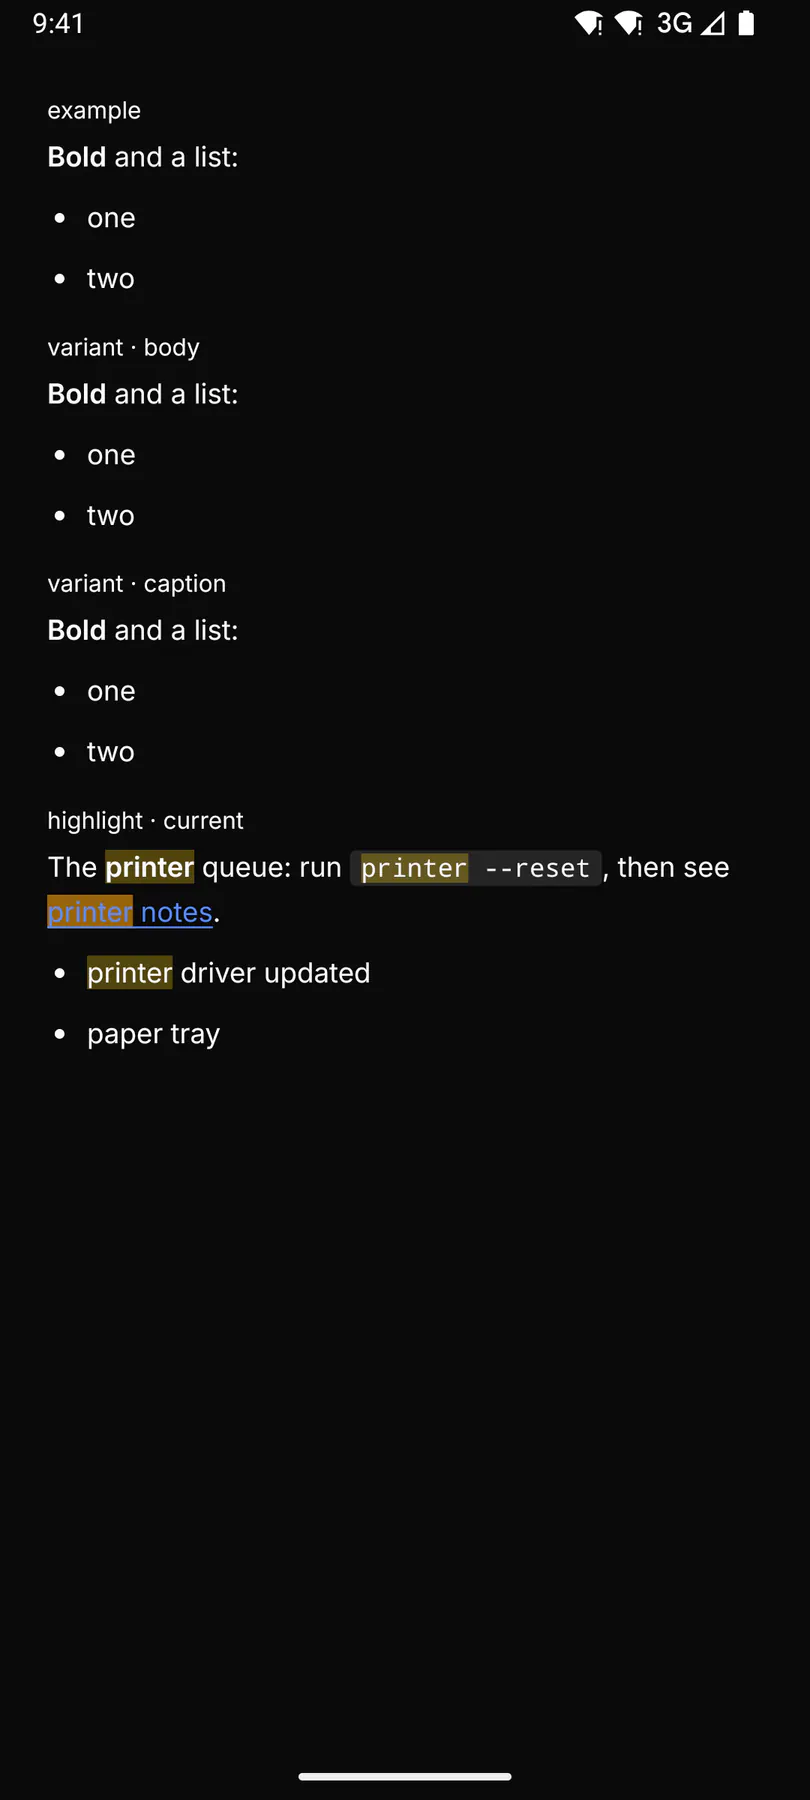 9:41 3G
example
Bold and a list:
• one
• two
variant · body
Bold and a list:
• one
• two
variant · caption
Bold and a list:
• one
• two
highlight · current
The printer queue: run printer --reset, then see
printer notes.
• printer driver updated
• paper tray